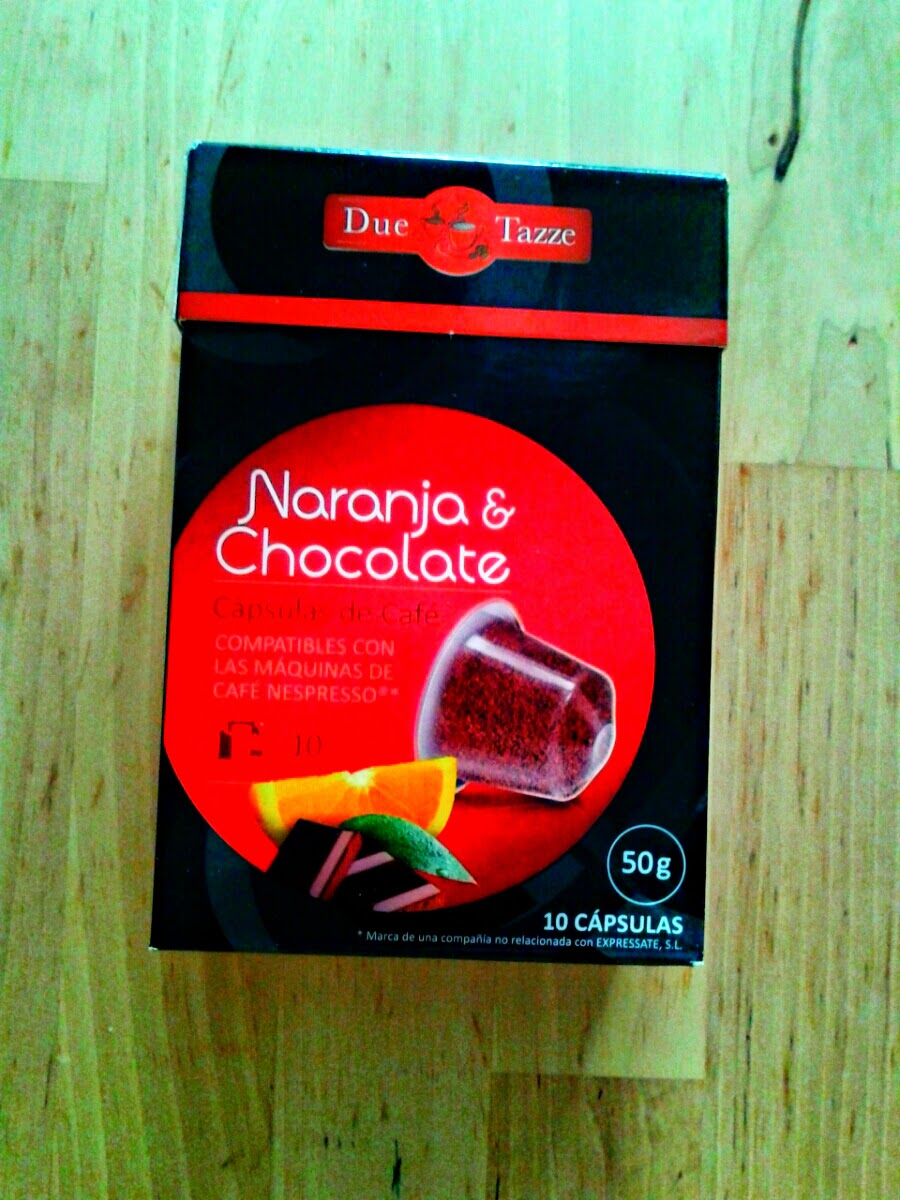 Due Tazze
Naranja &
Chocolate
Cápsulas de Café
COMPATIBLES CON
LAS MÁQUINAS DE
CAFÉ NESPRESSO®*
10
50g
10 CÁPSULAS
* Marca de una compañía no relacionada con EXPRESSATE, S.L.